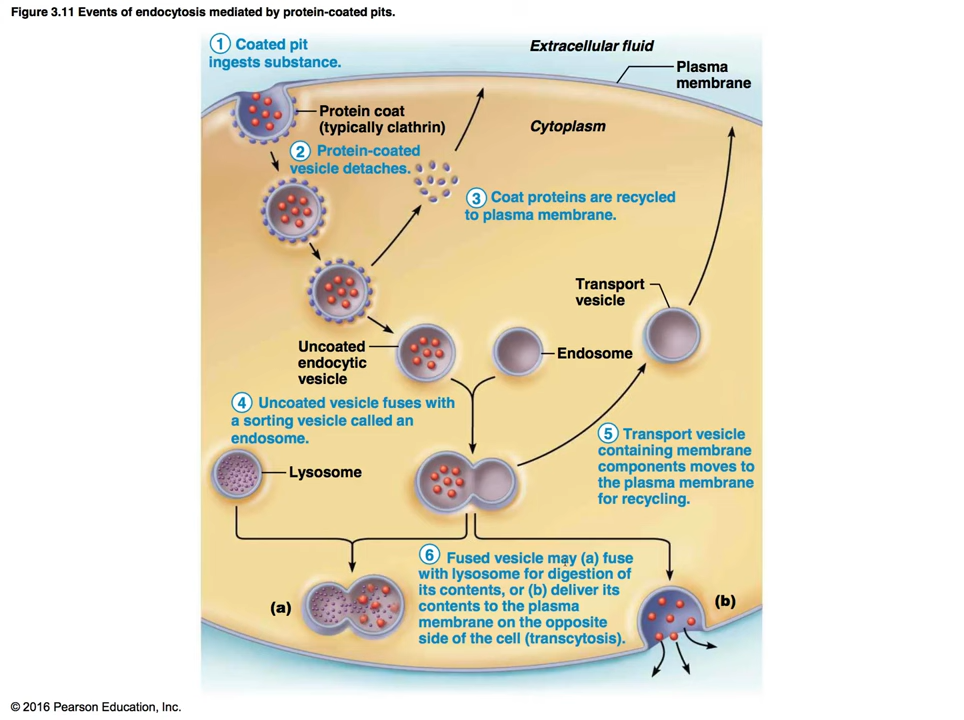 Figure 3.11 Events of endocytosis mediated by protein-coated pits.
1 Coated pit
ingests substance.
Extracellular fluid
Plasma
membrane
Protein coat
(typically clathrin)
Cytoplasm
2 Protein-coated
vesicle detaches.
3 Coat proteins are recycled
to plasma membrane.
Transport
vesicle
Uncoated
endocytic
vesicle
Endosome
4 Uncoated vesicle fuses with
a sorting vesicle called an
endosome.
Lysosome
5 Transport vesicle
containing membrane
components moves to
the plasma membrane
for recycling.
6 Fused vesicle may (a) fuse
with lysosome for digestion of
its contents, or (b) deliver its
contents to the plasma
membrane on the opposite
side of the cell (transcytosis).
(a)
(b)
© 2016 Pearson Education, Inc.